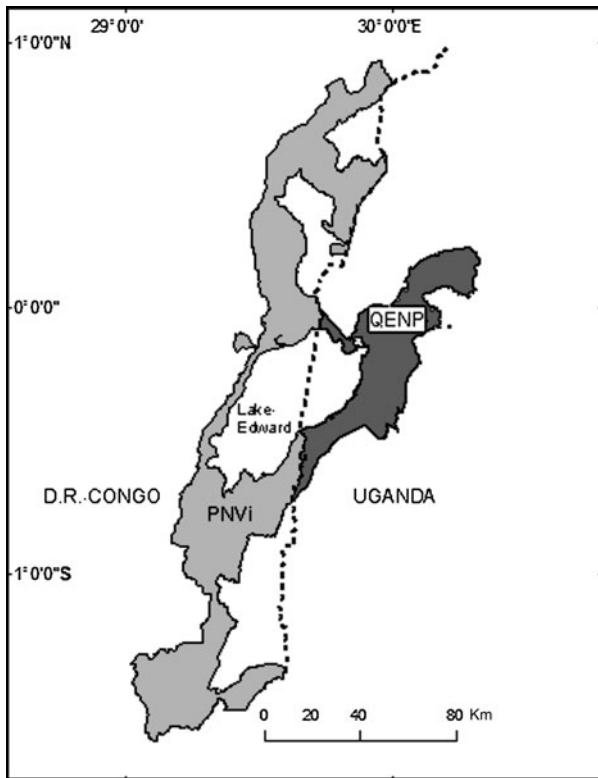 29°0'0" 30°0'0"E
1°0'0"N
0°0'0"
QENP
Lake-
Edward
D.R.-CONGO UGANDA
PNVi
1°0'0"S
0 20 40 80 Km